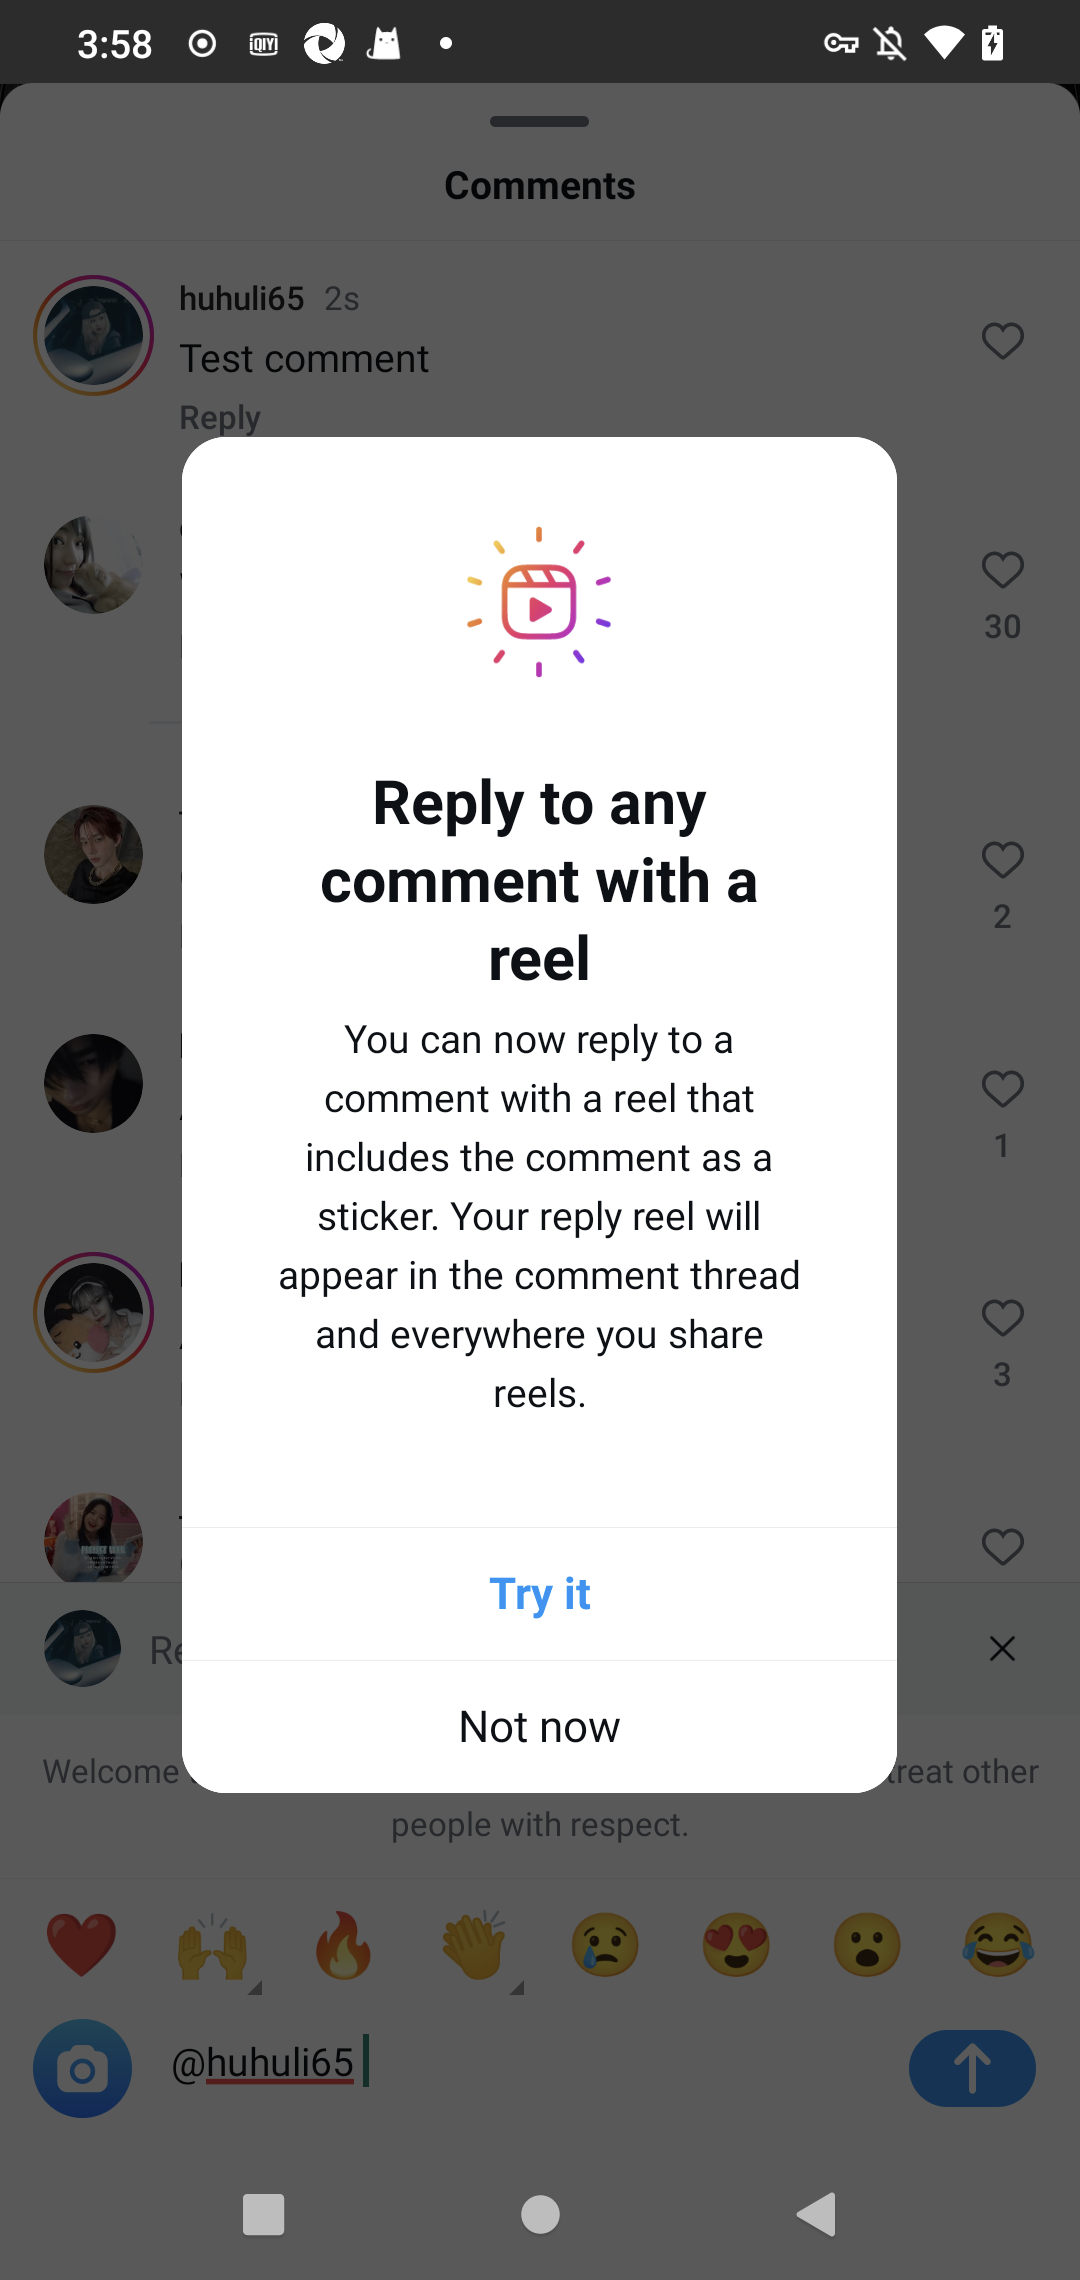 3:58
iQIYI
Comments
huhuli65 2s
Test comment
Reply
30
2
1
3
Reply to any
comment with a
reel
You can now reply to a
comment with a reel that
includes the comment as a
sticker. Your reply reel will
appear in the comment thread
and everywhere you share
reels.
Try it
Not now
Welcome
treat other
people with respect.
@huhuli65